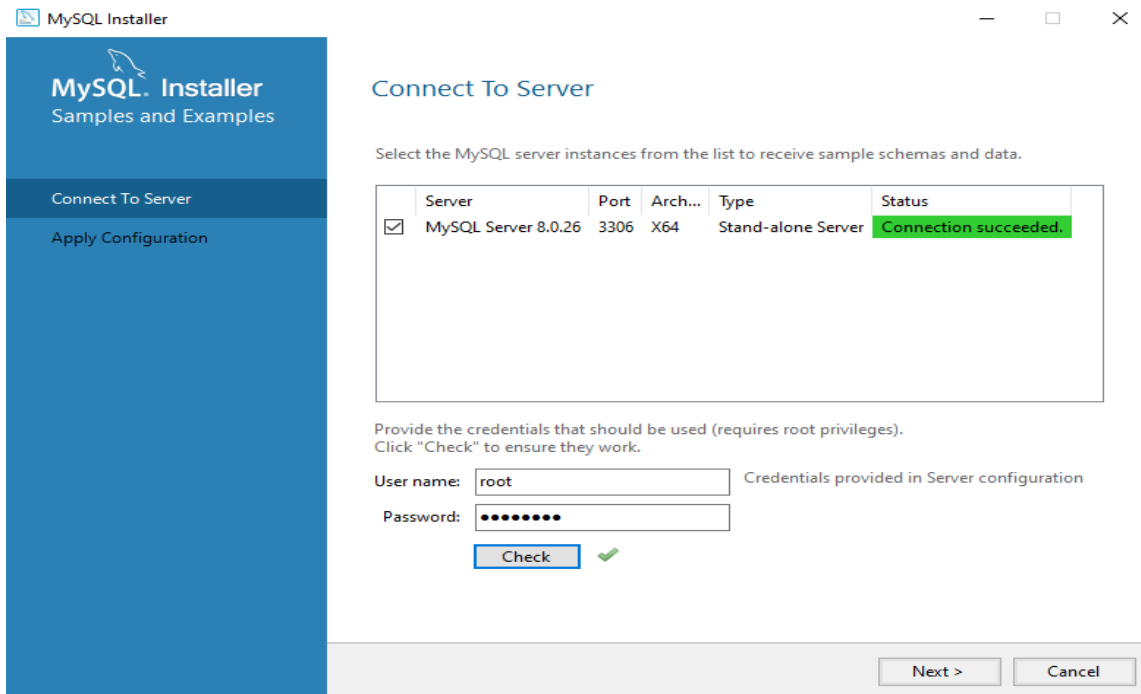 MySQL Installer
MySQL. Installer
Samples and Examples
Connect To Server
Apply Configuration
Connect To Server
Select the MySQL server instances from the list to receive sample schemas and data.
Server Port Arch... Type Status
MySQL Server 8.0.26 3306 X64 Stand-alone Server Connection succeeded.
Provide the credentials that should be used (requires root privileges).
Click "Check" to ensure they work.
User name: root Credentials provided in Server configuration
Password: ●●●●●●●●
Check
Next > Cancel